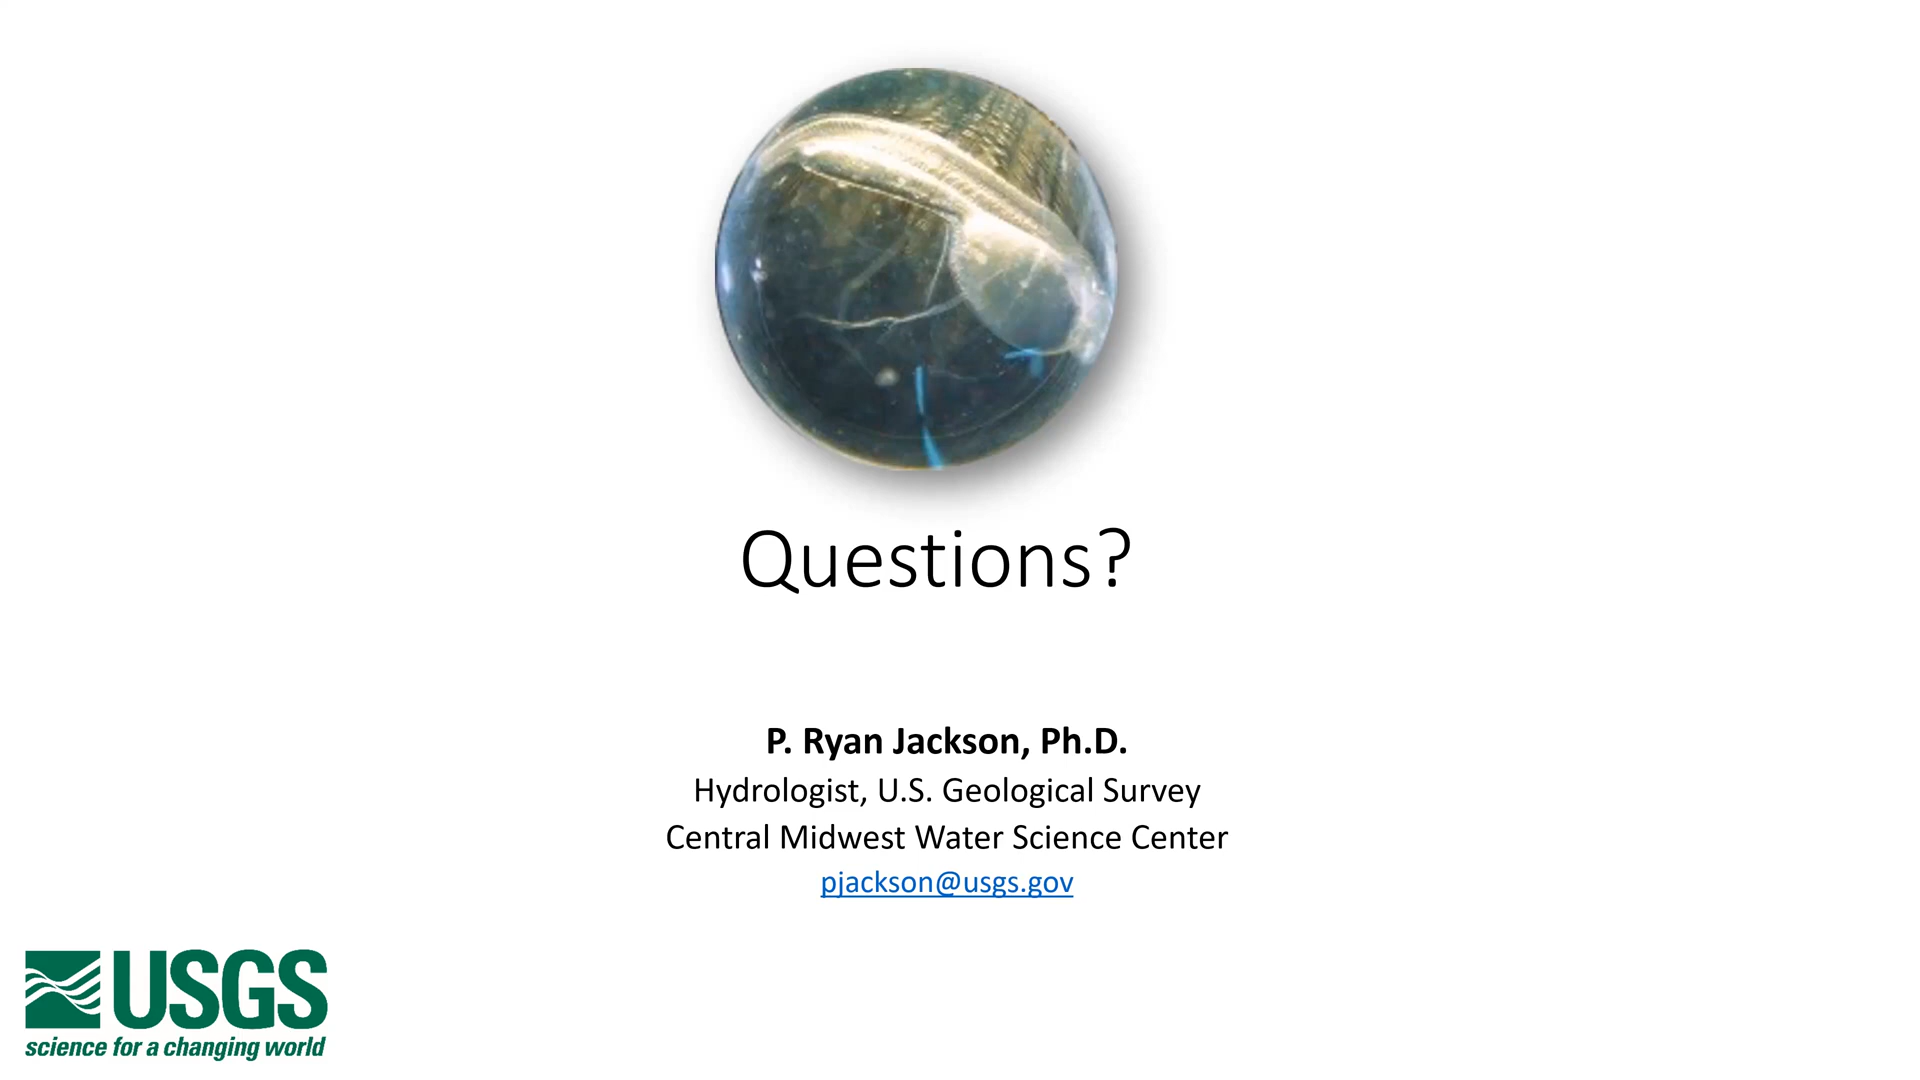 Questions?
P. Ryan Jackson, Ph.D.
Hydrologist, U.S. Geological Survey
Central Midwest Water Science Center
pjackson@usgs.gov
USGS
science for a changing world